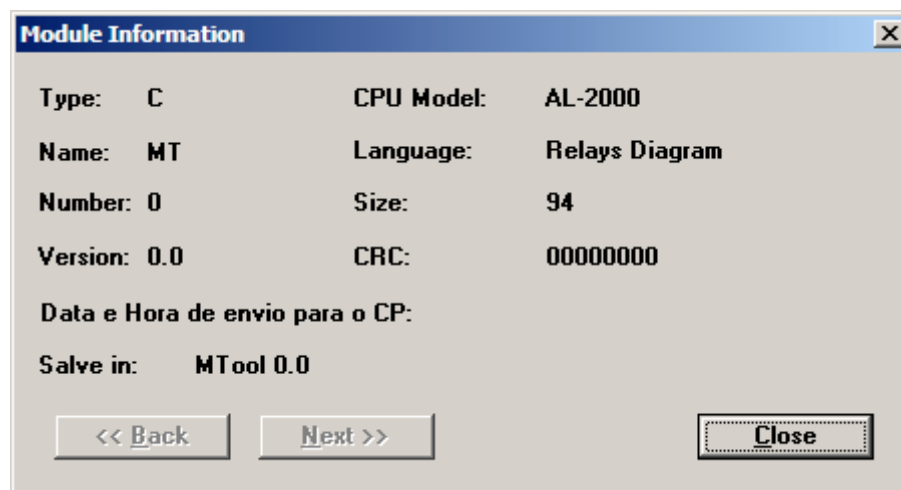 Module Information
Type: C CPU Model: AL-2000
Name: MT Language: Relays Diagram
Number: 0 Size: 94
Version: 0.0 CRC: 00000000
Data e Hora de envio para o CP:
Salve in: MTool 0.0
<< Back Next >> Close